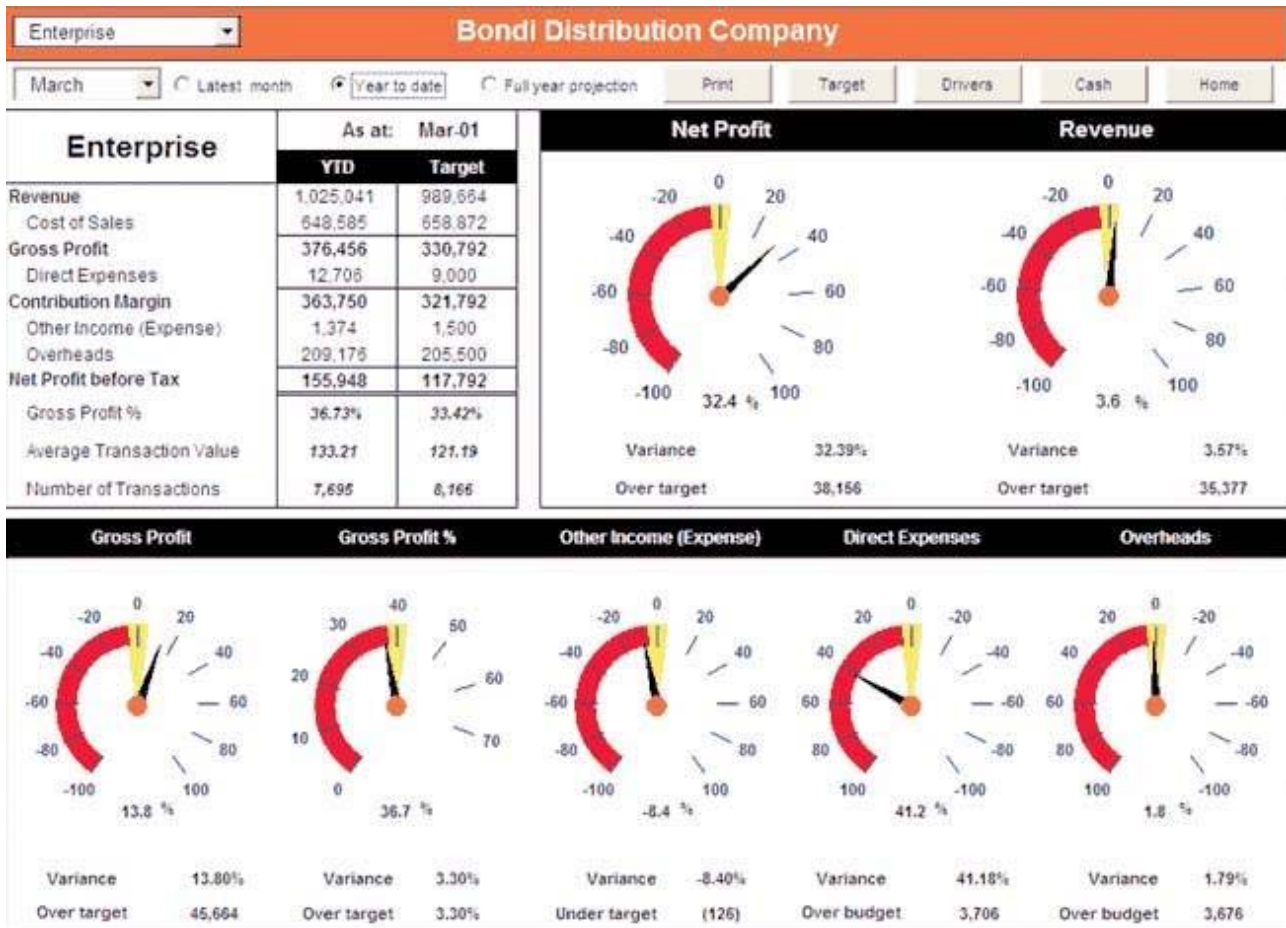 Enterprise
Bondi Distribution Company
March Latest month Year to date Full year projection Print Target Drivers Cash Home
Enterprise
As at: Mar-01
YTD Target
Revenue 1,025,041 989,664
Cost of Sales 648,585 658,872
Gross Profit 376,456 330,792
Direct Expenses 12,706 9,000
Contribution Margin 363,750 321,792
Other Income (Expense) 1,374 1,500
Overheads 209,176 205,500
Net Profit before Tax 155,948 117,792
Gross Profit % 36.73% 33.42%
Average Transaction Value 133.21 121.19
Number of Transactions 7,695 8,166
Net Profit
-100 -80 -60 -40 -20 0 20 40 60 80 100
32.4 %
Variance 32.39%
Over target 38,156
Revenue
-100 -80 -60 -40 -20 0 20 40 60 80 100
3.6 %
Variance 3.57%
Over target 35,377
Gross Profit
-100 -80 -60 -40 -20 0 20 40 60 80 100
13.8 %
Variance 13.80%
Over target 45,664
Gross Profit %
0 10 20 30 40 50 60 70
36.7 %
Variance 3.30%
Over target 3.30%
Other Income (Expense)
-100 -80 -60 -40 -20 0 20 40 60 80 100
-8.4 %
Variance -8.40%
Under target (126)
Direct Expenses
100 80 60 40 20 0 -20 -40 -60 -80 -100
41.2 %
Variance 41.18%
Over budget 3,706
Overheads
100 80 60 40 20 0 -20 -40 -60 -80 -100
1.8 %
Variance 1.79%
Over budget 3,676